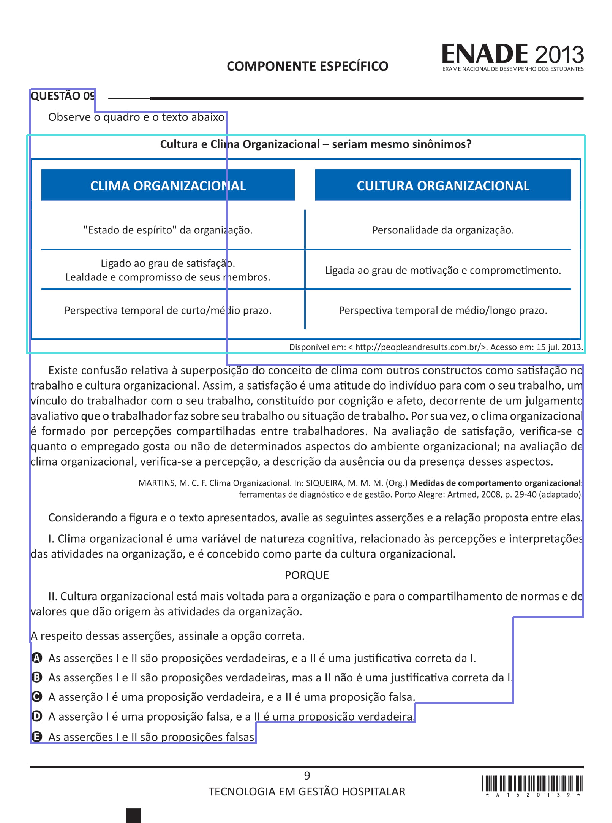 ENADE 2013
EXAME NACIONAL DE DESEMPENHO DOS ESTUDANTES
COMPONENTE ESPECÍFICO
QUESTÃO 09
Observe o quadro e o texto abaixo
Cultura e Clima Organizacional – seriam mesmo sinônimos?
CLIMA ORGANIZACIONAL
CULTURA ORGANIZACIONAL
"Estado de espírito" da organização.
Personalidade da organização.
Ligado ao grau de satisfação.
Lealdade e compromisso de seus membros.
Ligada ao grau de motivação e comprometimento.
Perspectiva temporal de curto/médio prazo.
Perspectiva temporal de médio/longo prazo.
Disponível em: < http://peopleandresults.com.br/>. Acesso em: 15 jul. 2013.
Existe confusão relativa à superposição do conceito de clima com outros constructos como satisfação no
trabalho e cultura organizacional. Assim, a satisfação é uma atitude do indivíduo para com o seu trabalho, um
vínculo do trabalhador com o seu trabalho, constituído por cognição e afeto, decorrente de um julgamento
avaliativo que o trabalhador faz sobre seu trabalho ou situação de trabalho. Por sua vez, o clima organizacional
é formado por percepções compartilhadas entre trabalhadores. Na avaliação de satisfação, verifica-se o
quanto o empregado gosta ou não de determinados aspectos do ambiente organizacional; na avaliação de
clima organizacional, verifica-se a percepção, a descrição da ausência ou da presença desses aspectos.
MARTINS, M. C. F. Clima Organizacional. In: SIQUEIRA, M. M. M. (Org.) Medidas de comportamento organizacional:
ferramentas de diagnóstico e de gestão. Porto Alegre: Artmed, 2008, p. 29-40 (adaptado)
Considerando a figura e o texto apresentados, avalie as seguintes asserções e a relação proposta entre elas.
I. Clima organizacional é uma variável de natureza cognitiva, relacionado às percepções e interpretações
das atividades na organização, e é concebido como parte da cultura organizacional.
PORQUE
II. Cultura organizacional está mais voltada para a organização e para o compartilhamento de normas e de
valores que dão origem às atividades da organização.
A respeito dessas asserções, assinale a opção correta.
A As asserções I e II são proposições verdadeiras, e a II é uma justificativa correta da I.
B As asserções I e II são proposições verdadeiras, mas a II não é uma justificativa correta da I.
C A asserção I é uma proposição verdadeira, e a II é uma proposição falsa.
D A asserção I é uma proposição falsa, e a II é uma proposição verdadeira.
E As asserções I e II são proposições falsas.
9
TECNOLOGIA EM GESTÃO HOSPITALAR
* A 1 5 2 0 1 3 9 *